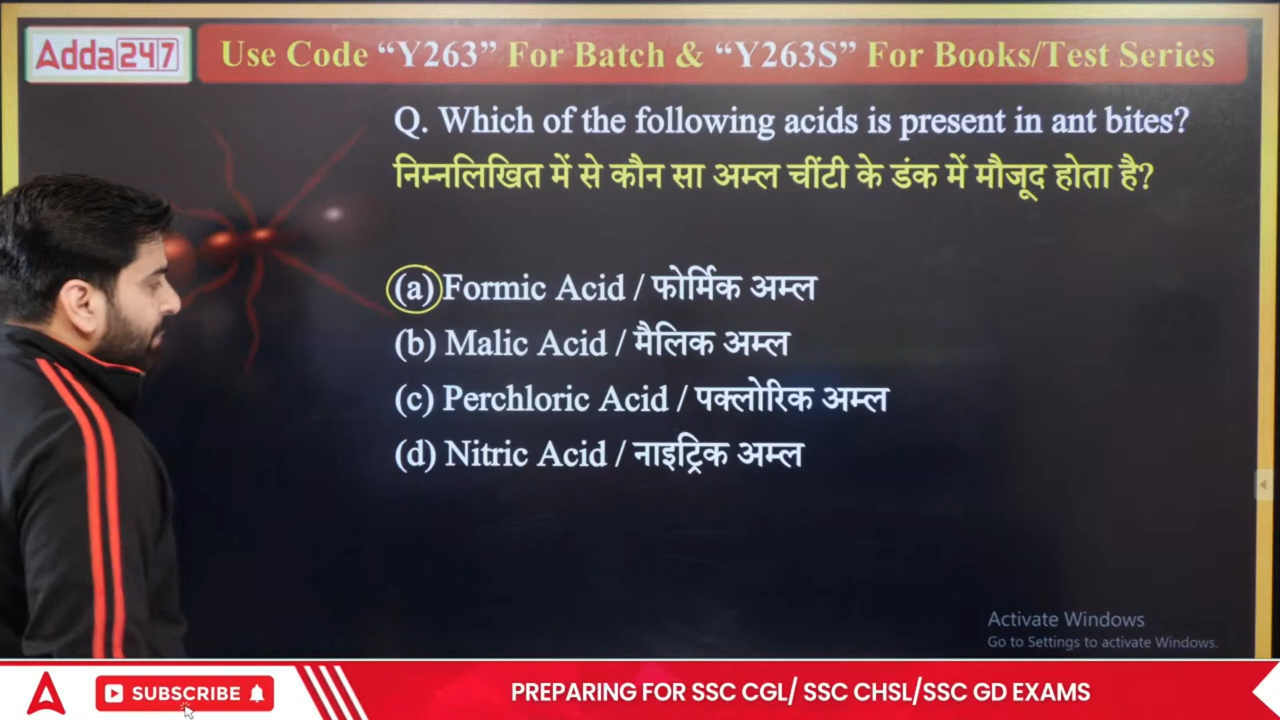 Adda247
Use Code “Y263” For Batch & “Y263S” For Books/Test Series
Q. Which of the following acids is present in ant bites?
निम्नलिखित में से कौन सा अम्ल चींटी के डंक में मौजूद होता है?
(a) Formic Acid / फोर्मिक अम्ल
(b) Malic Acid / मैलिक अम्ल
(c) Perchloric Acid / पक्लोरिक अम्ल
(d) Nitric Acid / नाइट्रिक अम्ल
Activate Windows
Go to Settings to activate Windows.
SUBSCRIBE
PREPARING FOR SSC CGL/ SSC CHSL/SSC GD EXAMS